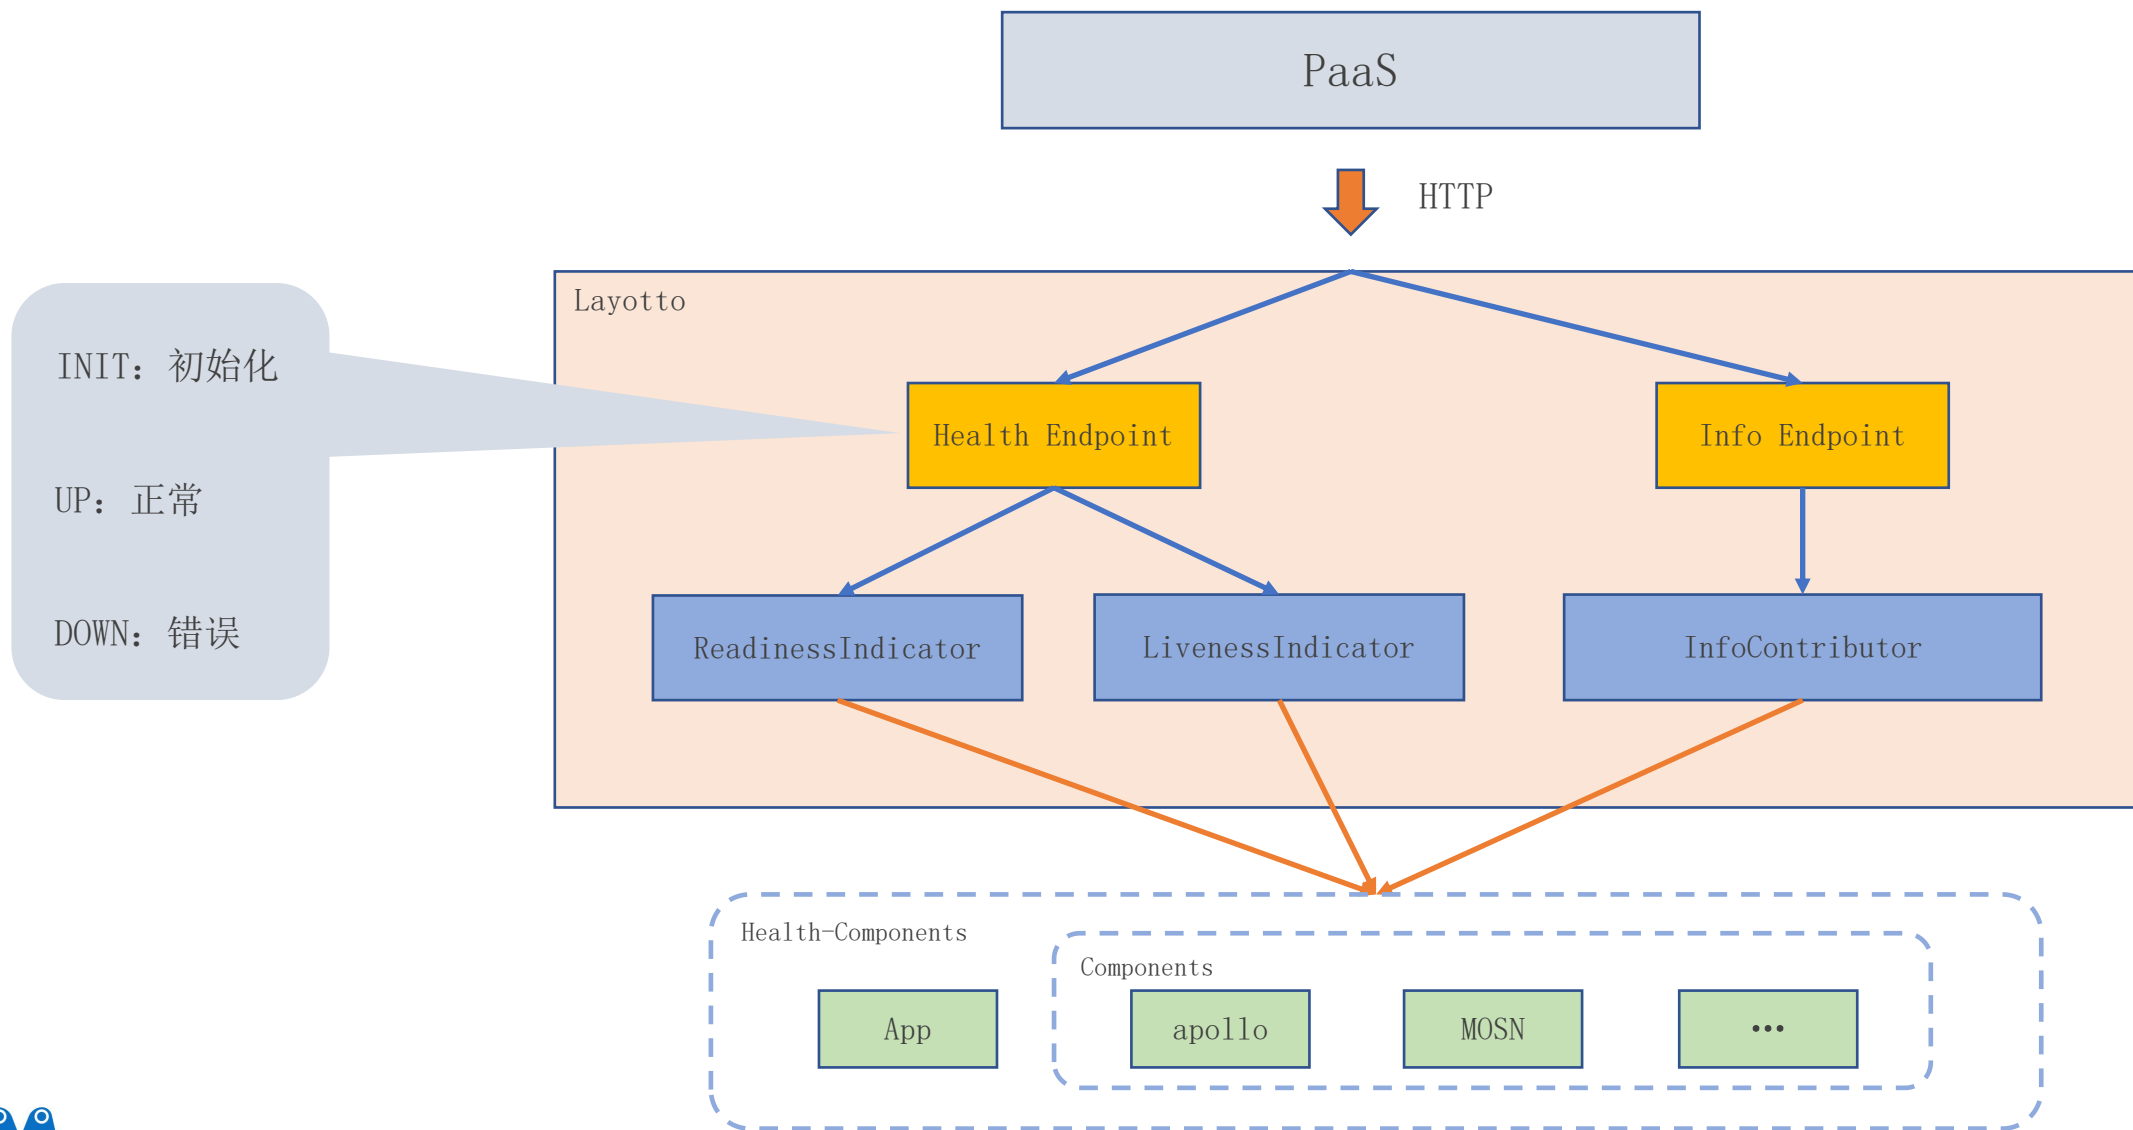 PaaS
HTTP
Layotto
INIT：初始化
UP：正常
DOWN：错误
Health Endpoint
Info Endpoint
ReadinessIndicator
LivenessIndicator
InfoContributor
Health-Components
Components
App
apollo
MOSN
•••